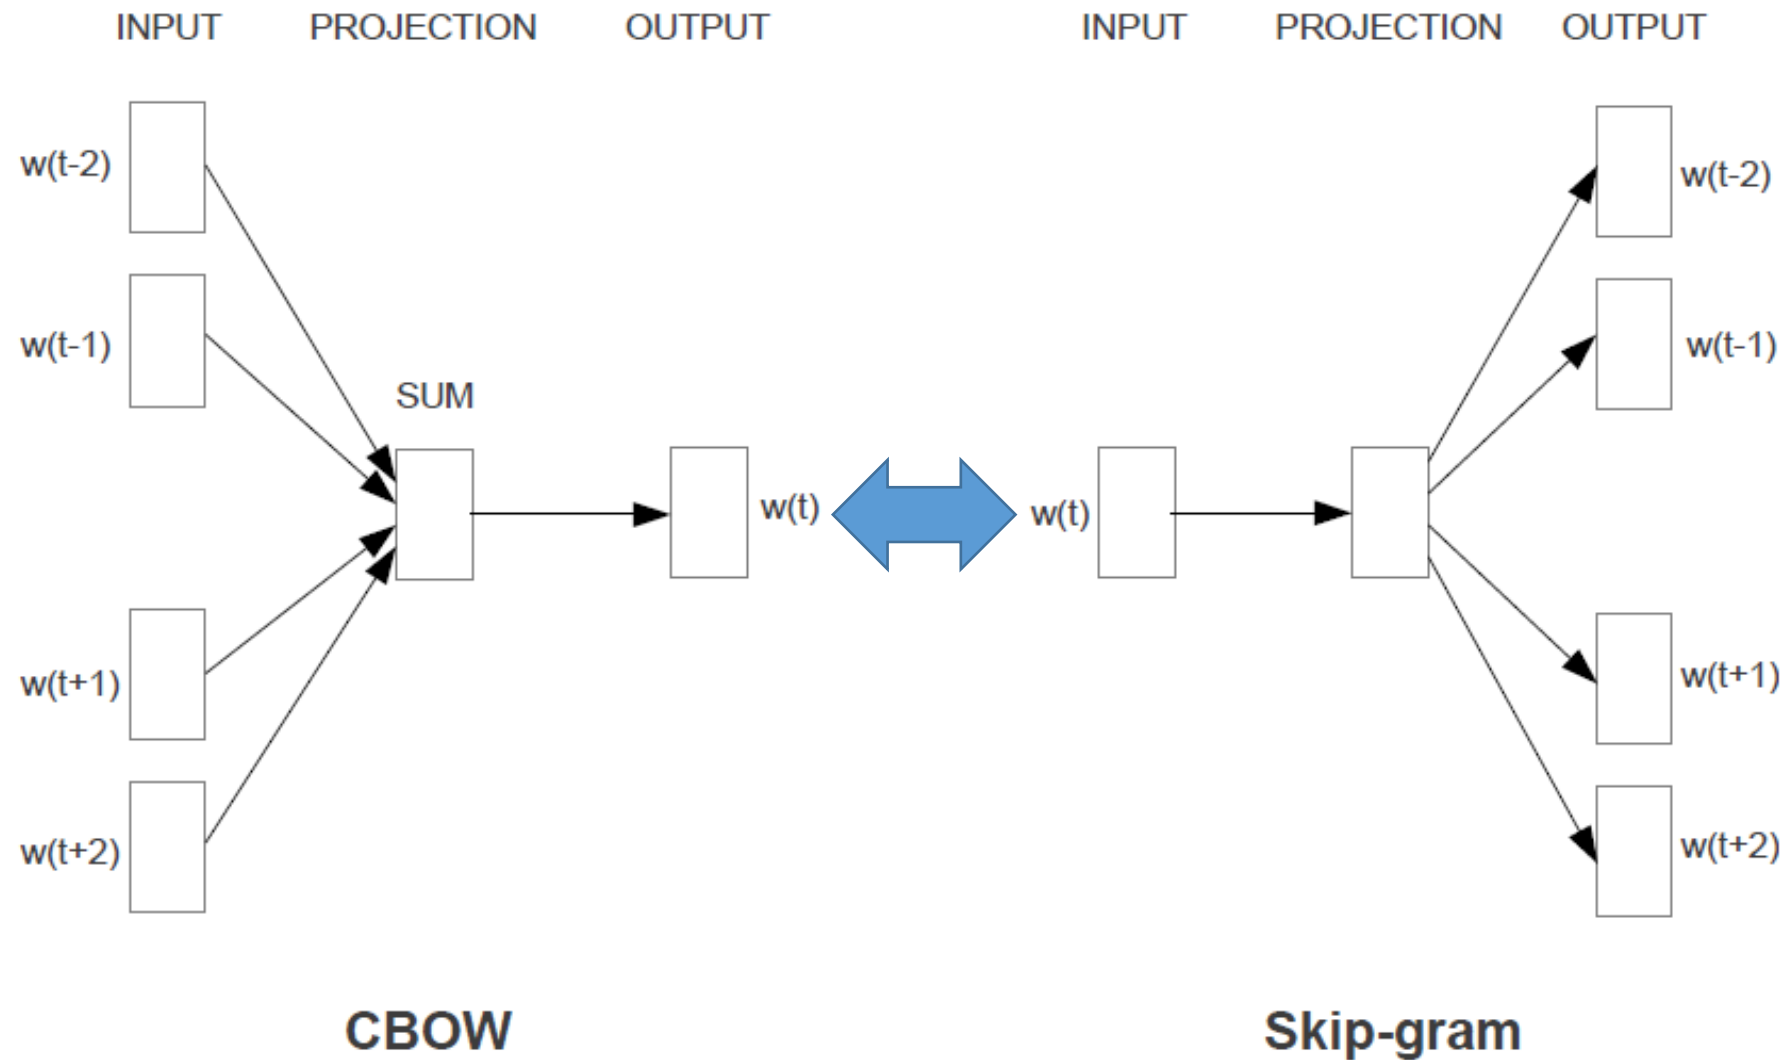 INPUT PROJECTION OUTPUT INPUT PROJECTION OUTPUT
w(t-2) w(t-2)
w(t-1) w(t-1)
SUM
w(t) w(t)
w(t+1) w(t+1)
w(t+2) w(t+2)
CBOW Skip-gram